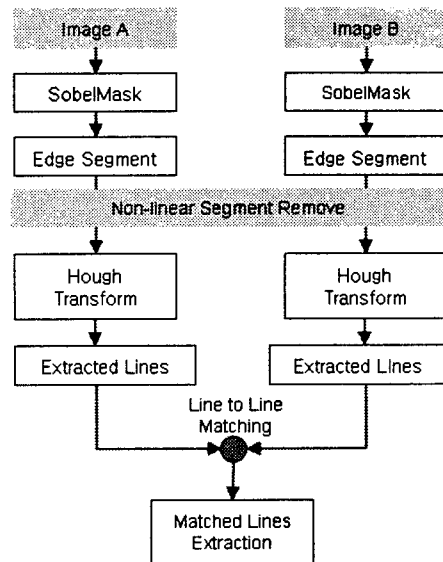 Image A
Image B
SobelMask
SobelMask
Edge Segment
Edge Segment
Non-linear Segment Remove
Hough
Transform
Hough
Transform
Extracted Lines
Extracted Lines
Line to Line
Matching
Matched Lines
Extraction